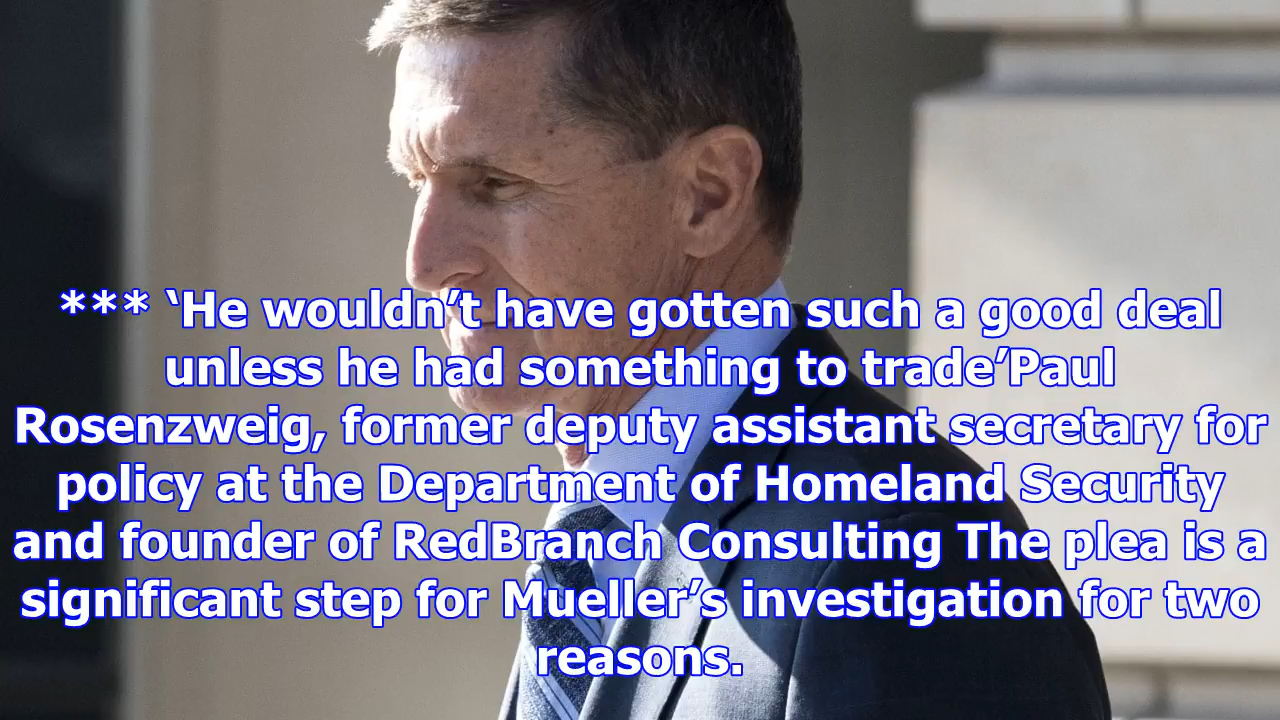 *** ‘He wouldn’t have gotten such a good deal
unless he had something to trade’Paul
Rosenzweig, former deputy assistant secretary for
policy at the Department of Homeland Security
and founder of RedBranch Consulting The plea is a
significant step for Mueller’s investigation for two
reasons.